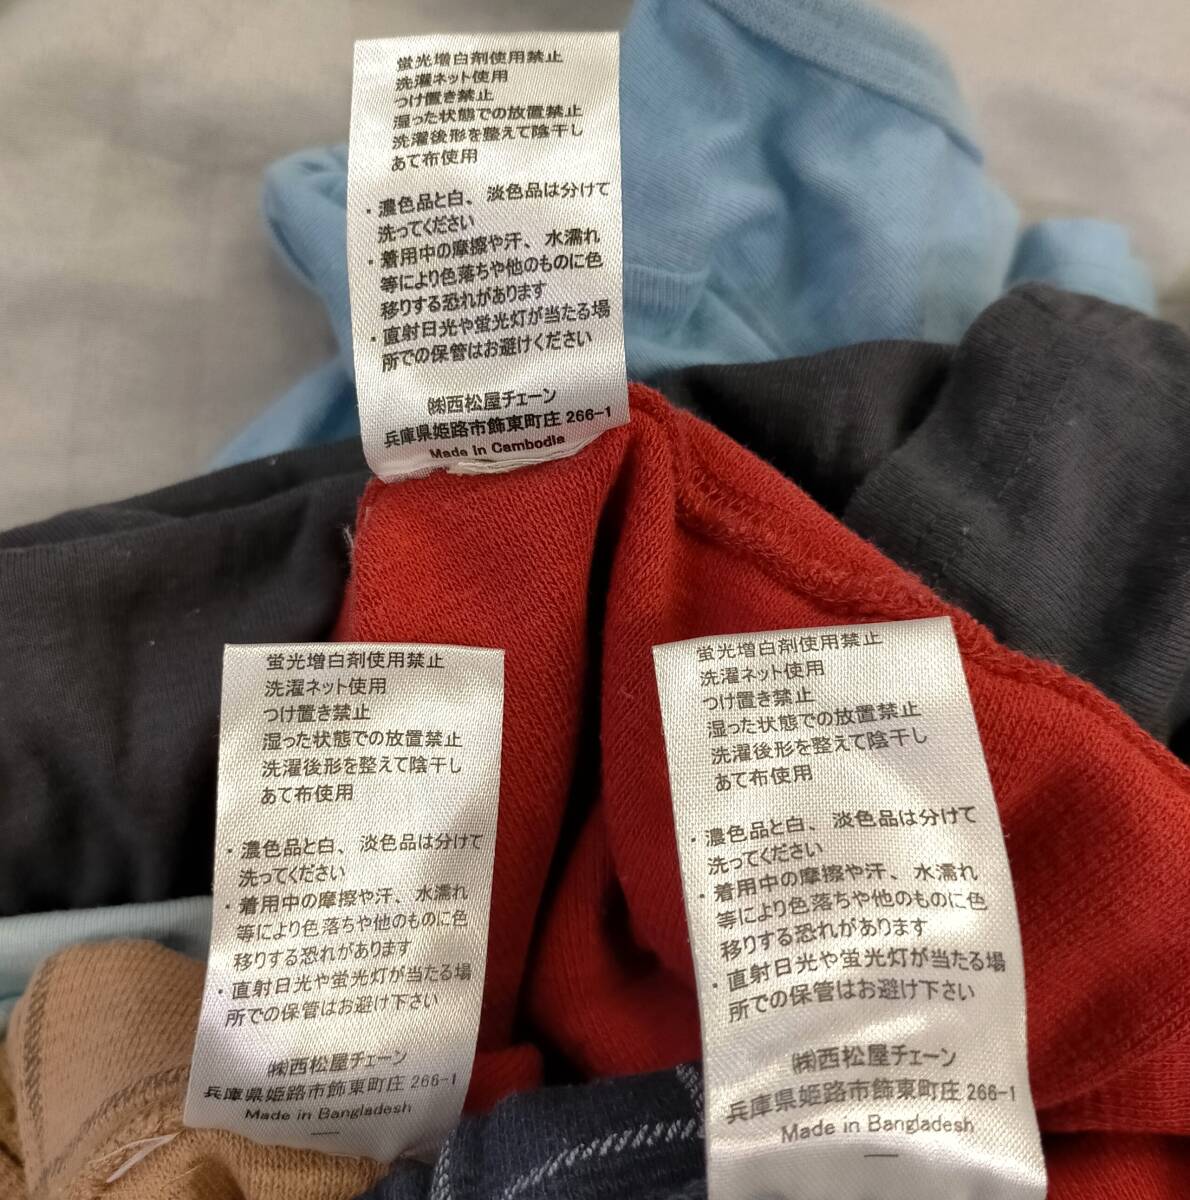 蛍光増白剤使用禁止
洗濯ネット使用
つけ置き禁止
湿った状態での放置禁止
洗濯後形を整えて陰干し
あて布使用
・濃色品と白、淡色品は分けて
洗ってください
・着用中の摩擦や汗、水濡れ
等により色落ちや他のものに色
移りする恐れがあります
・直射日光や蛍光灯が当たる場
所での保管はお避けください
㈱西松屋チェーン
兵庫県姫路市飾東町庄 266-1
Made in Cambodia
蛍光増白剤使用禁止
洗濯ネット使用
つけ置き禁止
湿った状態での放置禁止
洗濯後形を整えて陰干し
あて布使用
・濃色品と白、淡色品は分けて
洗ってください
・着用中の摩擦や汗、水濡れ
等により色落ちや他のものに色
移りする恐れがあります
・直射日光や蛍光灯が当たる場
所での保管はお避け下さい
㈱西松屋チェーン
兵庫県姫路市飾東町庄 266-1
Made in Bangladesh
蛍光増白剤使用禁止
洗濯ネット使用
つけ置き禁止
湿った状態での放置禁止
洗濯後形を整えて陰干し
あて布使用
・濃色品と白、淡色品は分けて
洗ってください
・着用中の摩擦や汗、水濡れ
等により色落ちや他のものに色
移りする恐れがあります
・直射日光や蛍光灯が当たる場
所での保管はお避け下さい
㈱西松屋チェーン
兵庫県姫路市飾東町庄 266-1
Made in Bangladesh